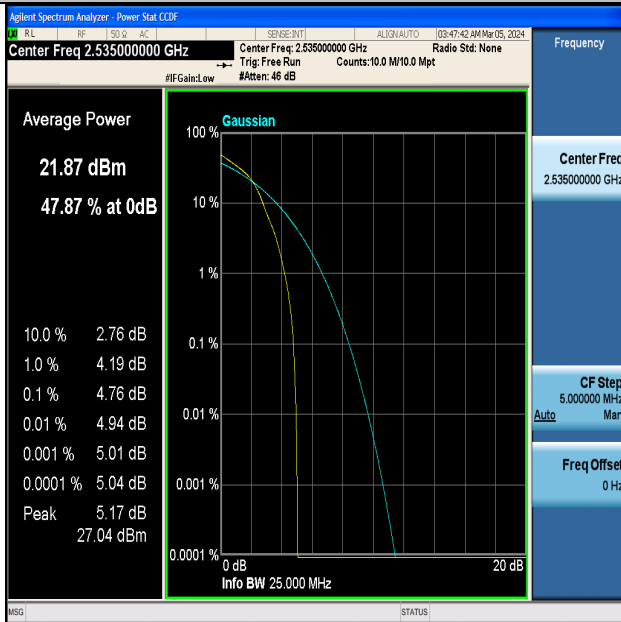 Agilent Spectrum Analyzer - Power Stat CCDF
LXI RL RF 50 Ω AC SENSE:INT ALIGN AUTO 03:47:42 AM Mar 05, 2024
Center Freq 2.535000000 GHz
Center Freq: 2.535000000 GHz Radio Std: None
Trig: Free Run Counts:10.0 M/10.0 Mpt
#IFGain:Low #Atten: 46 dB
Frequency
Average Power
21.87 dBm
47.87 % at 0dB
10.0 % 2.76 dB
1.0 % 4.19 dB
0.1 % 4.76 dB
0.01 % 4.94 dB
0.001 % 5.01 dB
0.0001 % 5.04 dB
Peak 5.17 dB
27.04 dBm
Gaussian
100 %
10 %
1 %
0.1 %
0.01 %
0.001 %
0.0001 %
0 dB 20 dB
Info BW 25.000 MHz
Center Freq
2.535000000 GHz
CF Step
5.000000 MHz
Auto Man
Freq Offset
0 Hz
MSG STATUS